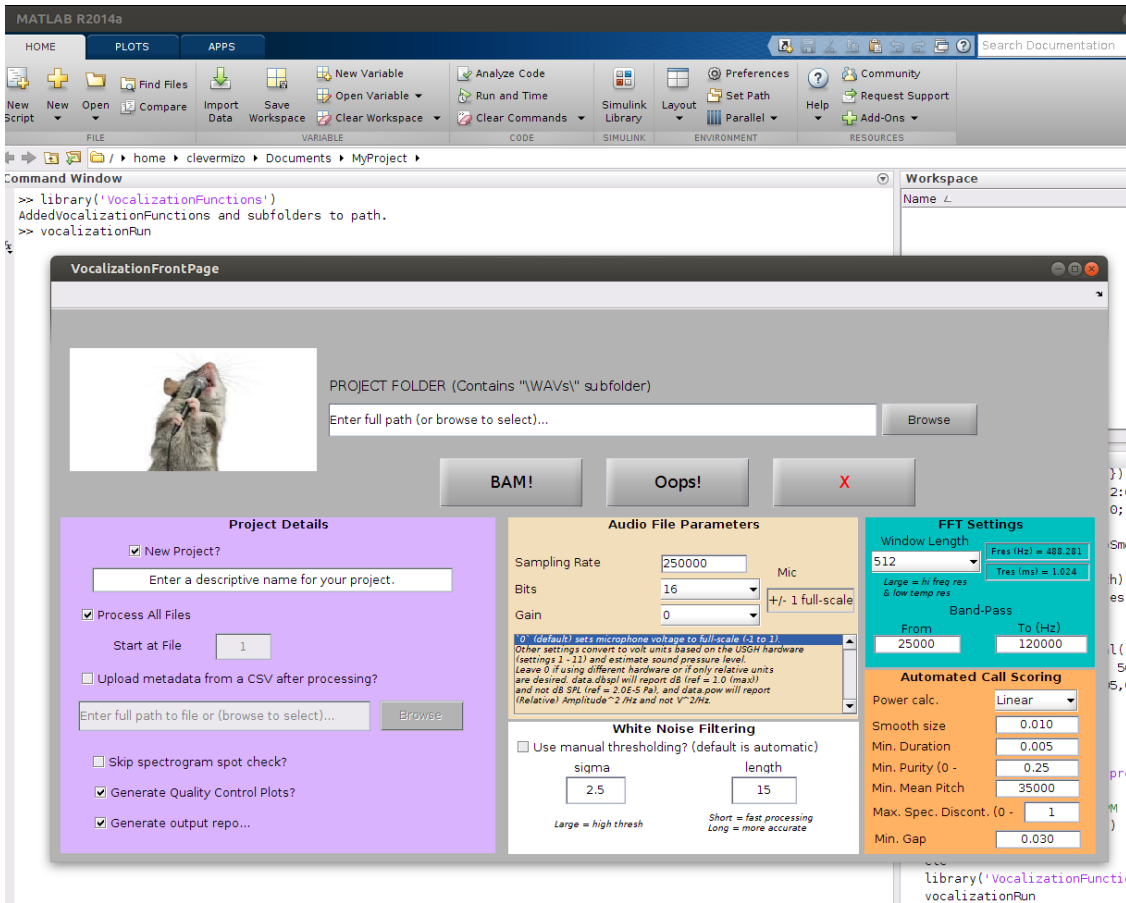 MATLAB R2014a
HOME
PLOTS
APPS
Search Documentation
New Script
New
Open
Find Files
Compare
Import Data
Save Workspace
New Variable
Open Variable
Clear Workspace
Analyze Code
Run and Time
Clear Commands
Simulink Library
Layout
Preferences
Set Path
Parallel
Help
Community
Request Support
Add-Ons
FILE
VARIABLE
CODE
SIMULINK
ENVIRONMENT
RESOURCES
/ home clevermizo Documents MyProject
Command Window
Workspace
Name
>> library('VocalizationFunctions')
AddedVocalizationFunctions and subfolders to path.
>> vocalizationRun
fx
VocalizationFrontPage
PROJECT FOLDER (Contains "\WAVs\" subfolder)
Enter full path (or browse to select)...
Browse
BAM!
Oops!
X
Project Details
New Project?
Enter a descriptive name for your project.
Process All Files
Start at File
1
Upload metadata from a CSV after processing?
Enter full path to file or (browse to select)...
Browse
Skip spectrogram spot check?
Generate Quality Control Plots?
Generate output repo...
Audio File Parameters
Sampling Rate
250000
Bits
16
Gain
0
Mic
+/- 1 full-scale
`0` (default) sets microphone voltage to full-scale (-1 to 1).
Other settings convert to volt units based on the USGH hardware
(settings 1 - 11) and estimate sound pressure level.
Leave 0 if using different hardware or if only relative units
are desired. data.dbspl will report dB (ref = 1.0 (max))
and not dB SPL (ref = 2.0E-5 Pa), and data.pow will report
(Relative) Amplitude^2 /Hz and not V^2/Hz.
White Noise Filtering
Use manual thresholding? (default is automatic)
sigma
length
2.5
15
Large = high thresh
Short = fast processing
Long = more accurate
FFT Settings
Window Length
512
Fres (Hz) = 488.281
Tres (ms) = 1.024
Large = hi freq res
& low temp res
Band-Pass
From
To (Hz)
25000
120000
Automated Call Scoring
Power calc.
Linear
Smooth size
0.010
Min. Duration
0.005
Min. Purity (0 -
0.25
Min. Mean Pitch
35000
Max. Spec. Discont. (0 -
1
Min. Gap
0.030
library('VocalizationFuncti
vocalizationRun